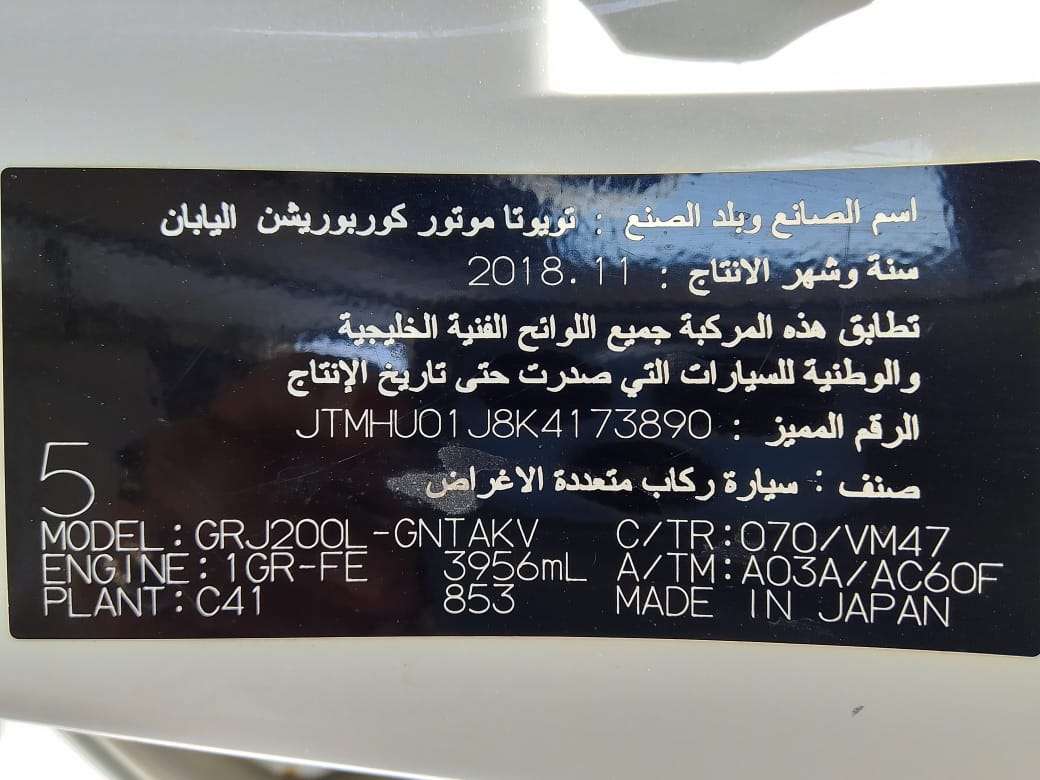 اسم الصانع وبلد الصنع : تويوتا موتور كوربوريشن اليابان
سنة وشهر الانتاج : 2018.11
تطابق هذه المركبة جميع اللوائح الفنية الخليجية
والوطنية للسيارات التي صدرت حتى تاريخ الإنتاج
الرقم المميز : JTMHU01J8K4173890
صنف : سيارة ركاب متعددة الاغراض
5
MODEL:GRJ200L-GNTAKV C/TR:070/VM47
ENGINE:1GR-FE 3956mL A/TM:A03A/AC60F
PLANT:C41 853 MADE IN JAPAN